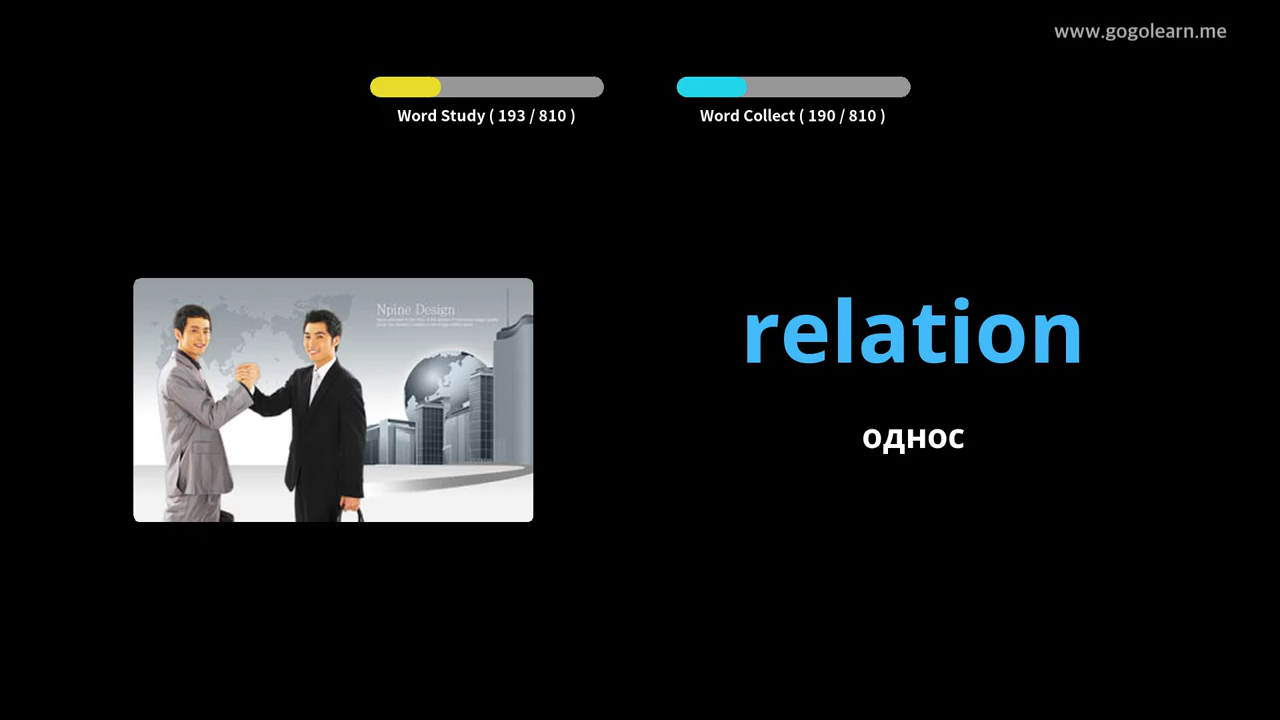 www.gogolearn.me
Word Study ( 193 / 810 )
Word Collect ( 190 / 810 )
Npine Design
relation
однос